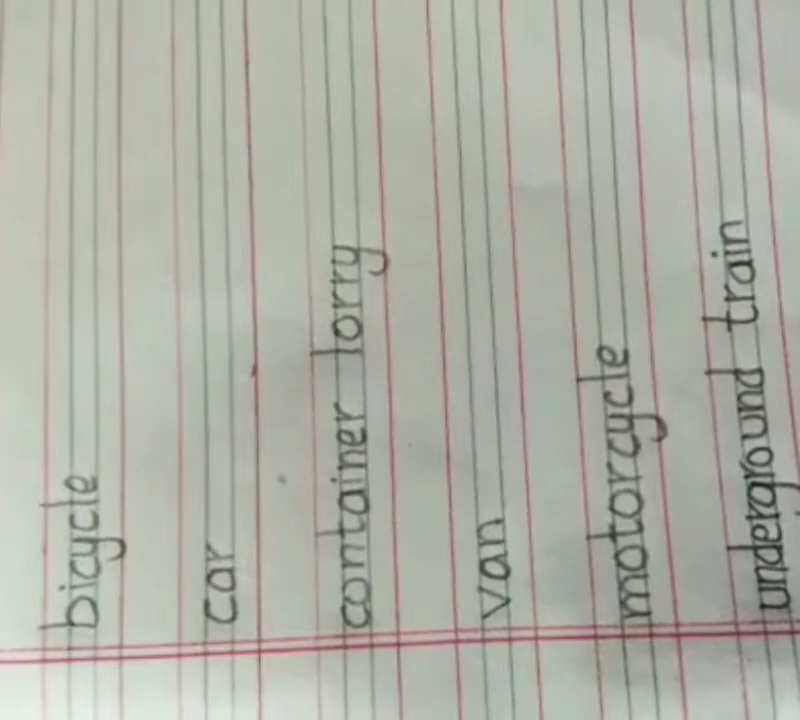 bicycle
car
container lorry
van
motorcycle
underground train